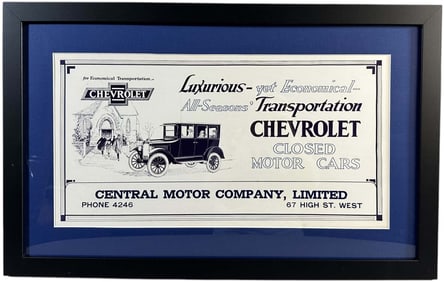 for Economical Transportation
CHEVROLET
Luxurious- yet Economical-
All-Seasons' Transportation
CHEVROLET
CLOSED
MOTOR CARS
CENTRAL MOTOR COMPANY, LIMITED
PHONE 4246
67 HIGH ST. WEST